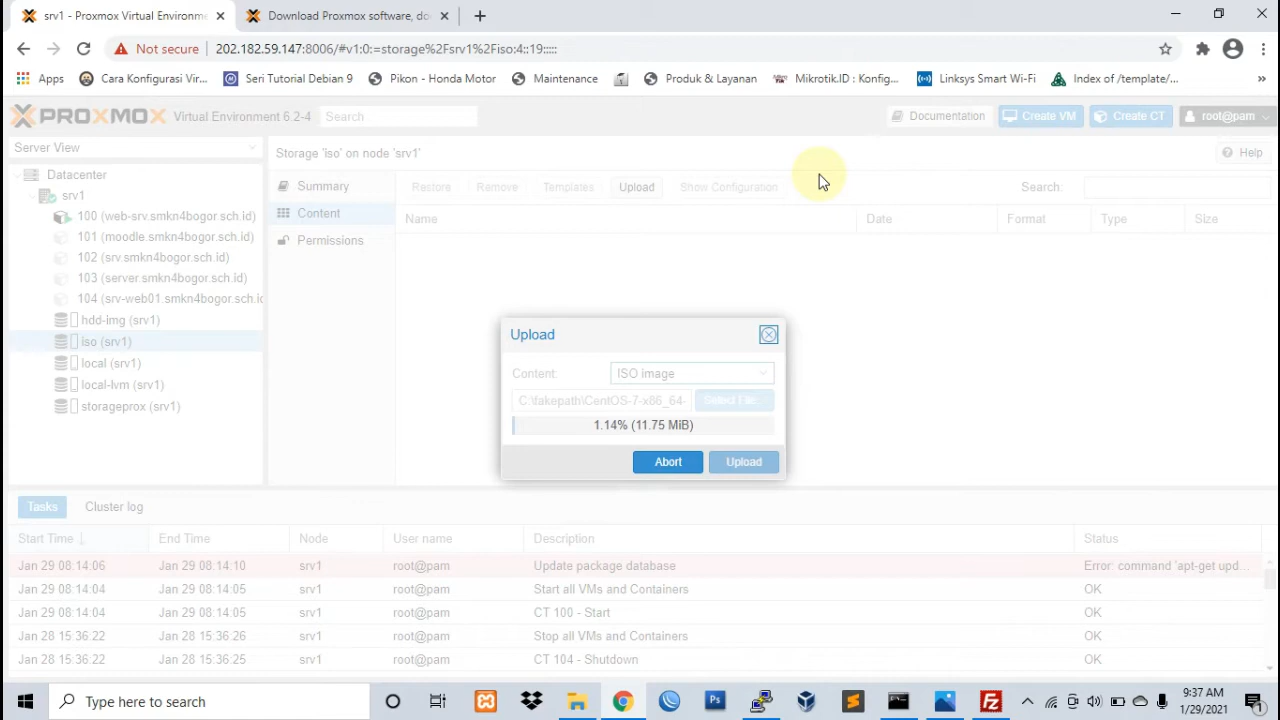 srv1 - Proxmox Virtual Environme
Download Proxmox software, do
Not secure
202.182.59.147:8006/#v1:0:=storage%2Fsrv1%2Fiso:4::19:::::
Apps
Cara Konfigurasi Vir...
Seri Tutorial Debian 9
Pikon - Honda Motor
Maintenance
Produk & Layanan
Mikrotik.ID : Konfig...
Linksys Smart Wi-Fi
Index of /template/...
»
PROXMOX
Virtual Environment 6.2-4
Search
Documentation
Create VM
Create CT
root@pam
Server View
Storage 'iso' on node 'srv1'
Help
Datacenter
srv1
100 (web-srv.smkn4bogor.sch.id)
101 (moodle.smkn4bogor.sch.id)
102 (srv.smkn4bogor.sch.id)
103 (server.smkn4bogor.sch.id)
104 (srv-web01.smkn4bogor.sch.id
hdd-img (srv1)
iso (srv1)
local (srv1)
local-lvm (srv1)
storageprox (srv1)
Summary
Content
Permissions
Restore
Remove
Templates
Upload
Show Configuration
Search:
Name
Date
Format
Type
Size
Upload
Content:
ISO image
C:\fakepath\CentOS-7-x86_64-
Select File...
1.14% (11.75 MiB)
Abort
Upload
Tasks
Cluster log
Start Time
End Time
Node
User name
Description
Status
Jan 29 08:14:06
Jan 29 08:14:10
srv1
root@pam
Update package database
Error: command 'apt-get upd...
Jan 29 08:14:04
Jan 29 08:14:05
srv1
root@pam
Start all VMs and Containers
OK
Jan 29 08:14:04
Jan 29 08:14:05
srv1
root@pam
CT 100 - Start
OK
Jan 28 15:36:22
Jan 28 15:36:26
srv1
root@pam
Stop all VMs and Containers
OK
Jan 28 15:36:22
Jan 28 15:36:25
srv1
root@pam
CT 104 - Shutdown
OK
Type here to search
Ps
Fz
9:37 AM
1/29/2021
1